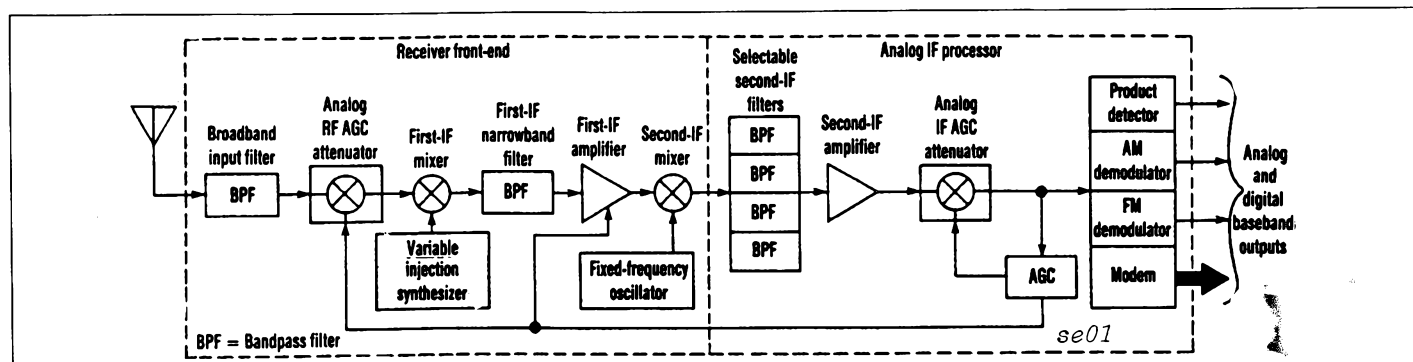 Receiver front-end
Analog IF processor
Broadband
input filter
BPF
Analog
RF AGC
attenuator
First-IF
mixer
First-IF
narrowband
filter
BPF
First-IF
amplifier
Second-IF
mixer
Variable
injection
synthesizer
Fixed-frequency
oscillator
Selectable
second-IF
filters
BPF
BPF
BPF
BPF
Second-IF
amplifier
Analog
IF AGC
attenuator
AGC
Product
detector
AM
demodulator
FM
demodulator
Modem
Analog
and
digital
baseband
outputs
BPF = Bandpass filter
se01